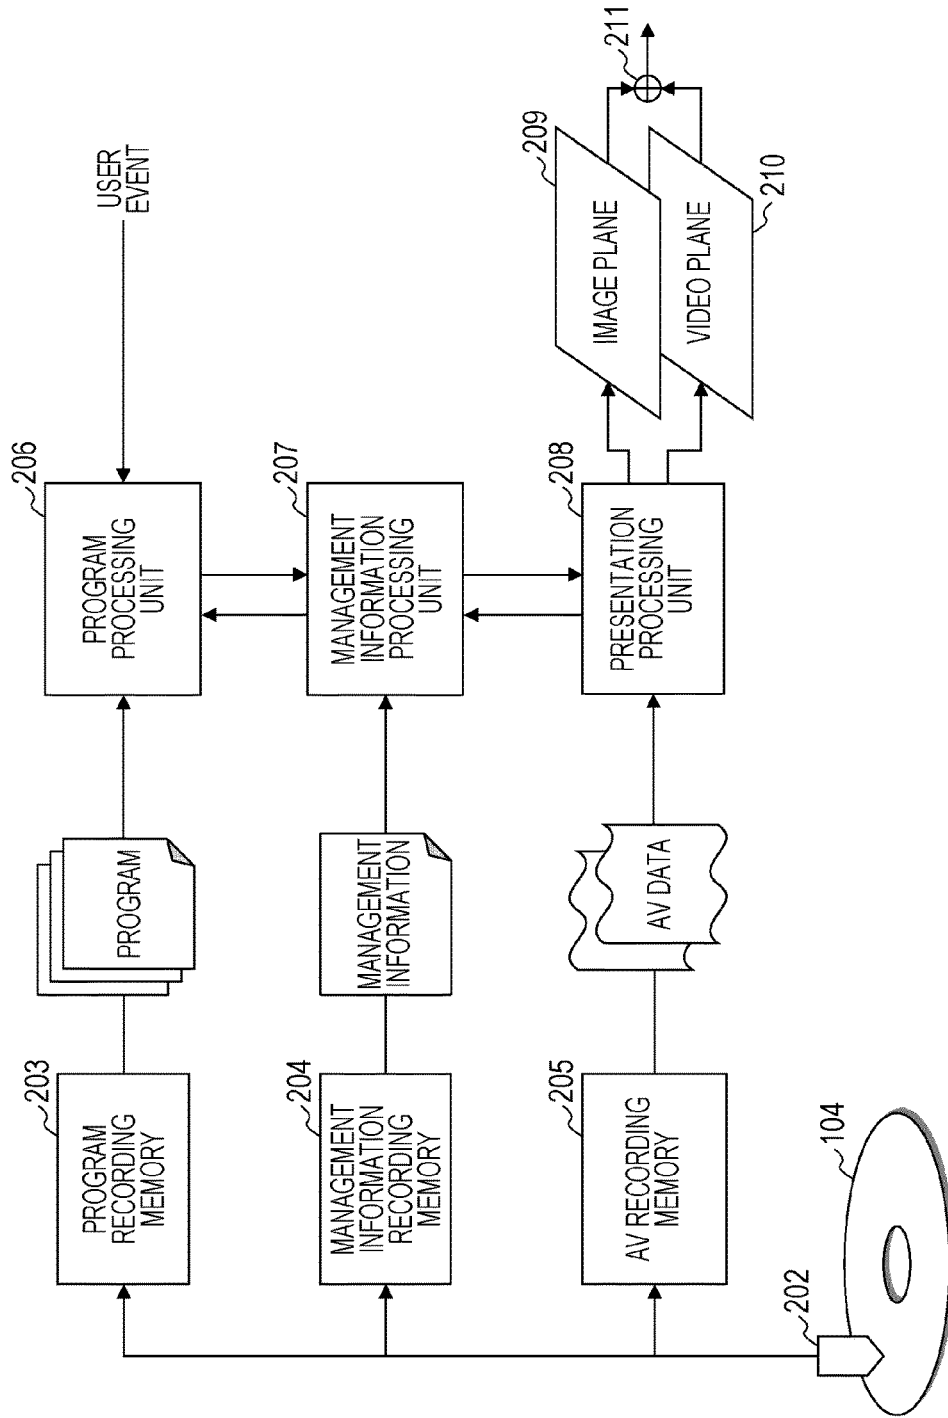 203
PROGRAM
RECORDING
MEMORY
PROGRAM
206
PROGRAM
PROCESSING
UNIT
USER
EVENT
204
MANAGEMENT
INFORMATION
RECORDING
MEMORY
MANAGEMENT
INFORMATION
207
MANAGEMENT
INFORMATION
PROCESSING
UNIT
205
AV RECORDING
MEMORY
AV DATA
208
PRESENTATION
PROCESSING
UNIT
209
IMAGE PLANE
211
VIDEO PLANE
210
202
104